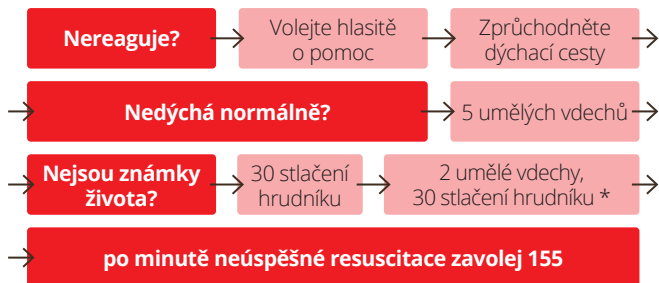 Nereaguje?
Volejte hlasitě
o pomoc
Zprůchodněte
dýchací cesty
Nedýchá normálně?
5 umělých vdechů
Nejsou známky
života?
30 stlačení
hrudníku
2 umělé vdechy,
30 stlačení hrudníku *
po minutě neúspěšné resuscitace zavolej 155